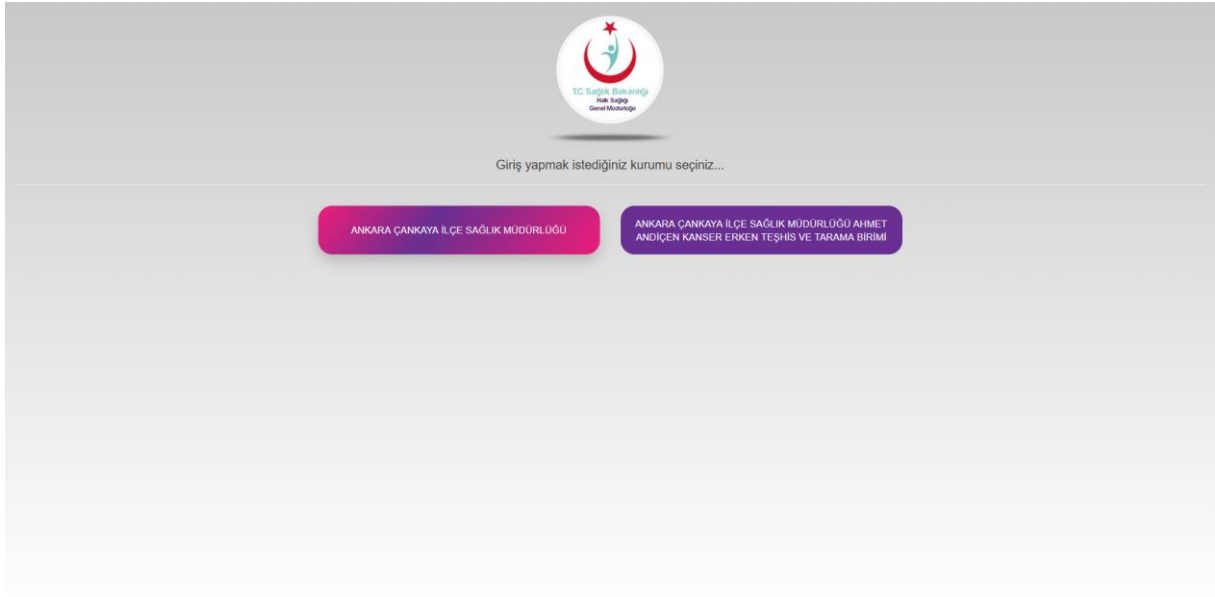 TC Sağlık Bakanlığı
Halk Sağlığı
Genel Müdürlüğü
Giriş yapmak istediğiniz kurumu seçiniz...
ANKARA ÇANKAYA İLÇE SAĞLIK MÜDÜRLÜĞÜ
ANKARA ÇANKAYA İLÇE SAĞLIK MÜDÜRLÜĞÜ AHMET
ANDİÇEN KANSER ERKEN TEŞHİS VE TARAMA BİRİMİ